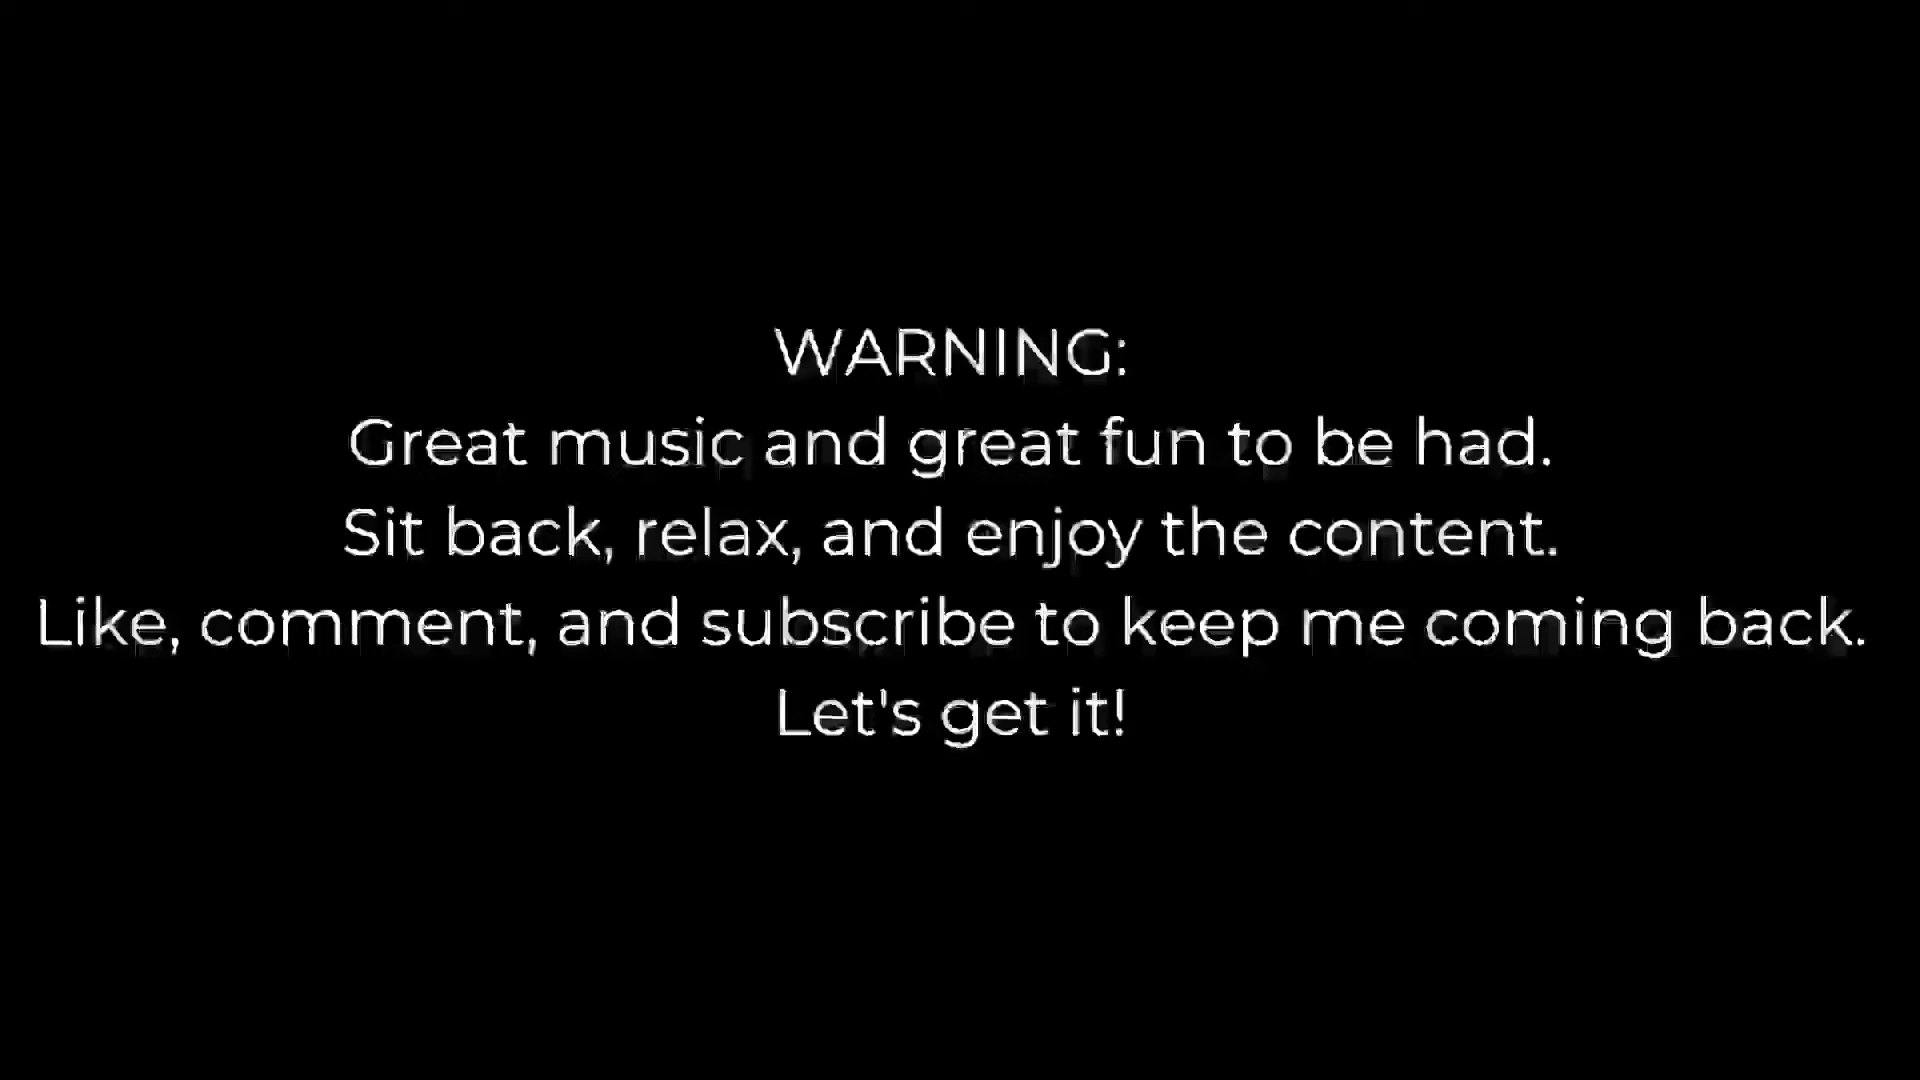 WARNING:
Great music and great fun to be had.
Sit back, relax, and enjoy the content.
Like, comment, and subscribe to keep me coming back.
Let's get it!